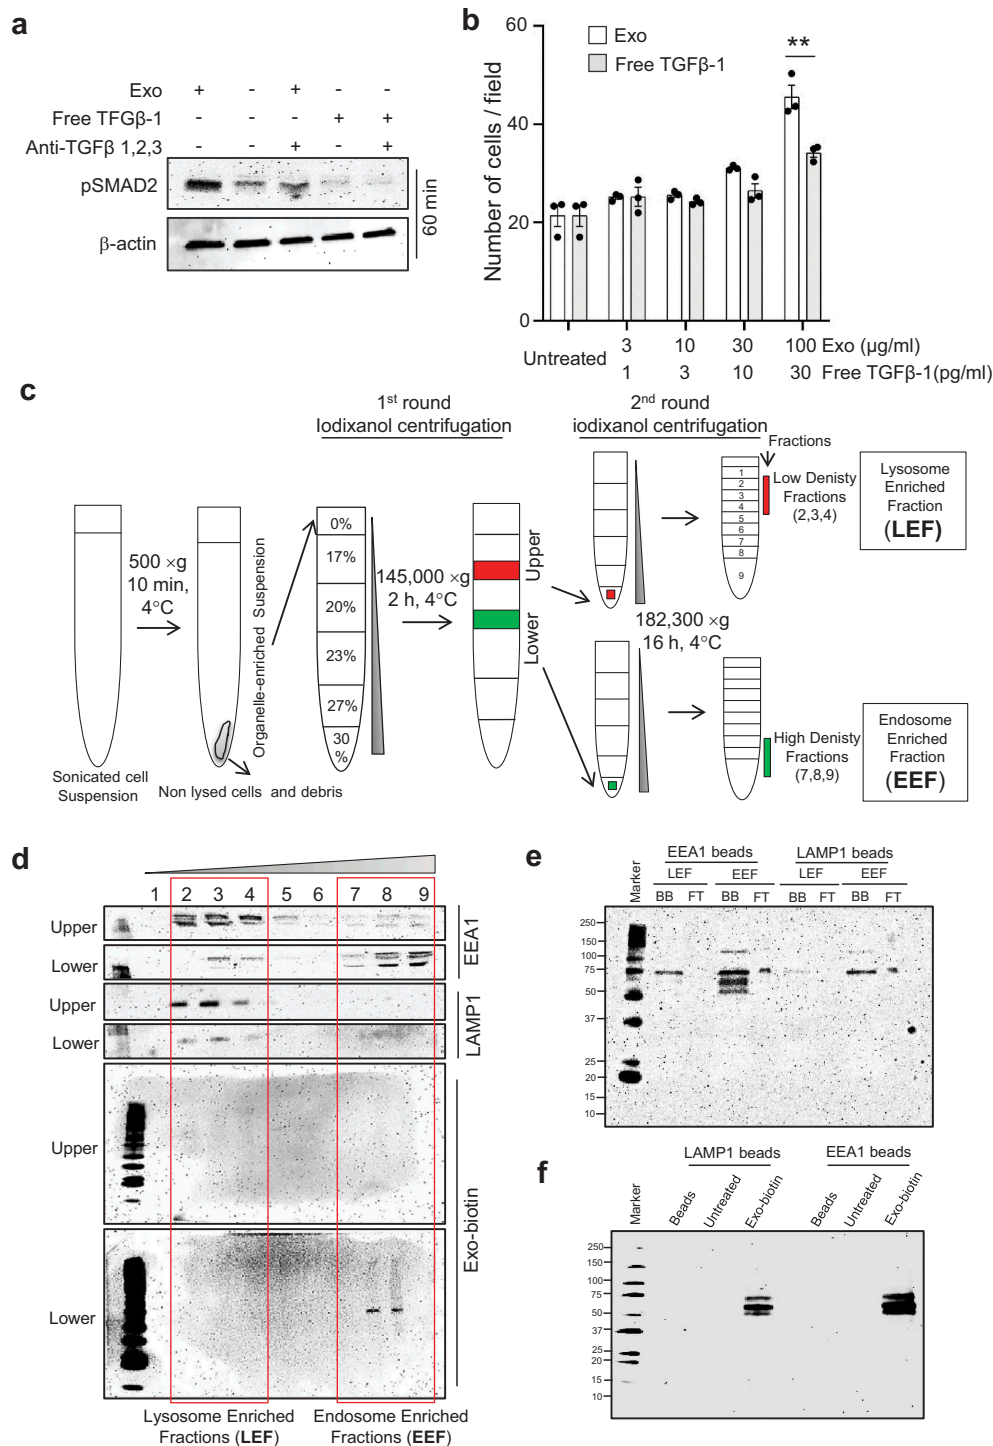 a
Exo + - + - -
Free TFGβ-1 - - - + +
Anti-TGFβ 1,2,3 - - + - +
pSMAD2
β-actin
60 min
b
Number of cells / field
60
40
20
0
Exo
Free TGFβ-1
**
Untreated
3 10 30 100 Exo (µg/ml)
1 3 10 30 Free TGFβ-1(pg/ml)
c
1st round
Iodixanol centrifugation
2nd round
iodixanol centrifugation
Sonicated cell
Suspension
500 ×g
10 min,
4°C
Non lysed cells and debris
Organelle-enriched Suspension
0%
17%
20%
23%
27%
30
%
145,000 ×g
2 h, 4°C
Upper
Lower
182,300 ×g
16 h, 4°C
Fractions
1
2
3
4
5
6
7
8
9
Low Denisty
Fractions
(2,3,4)
Lysosome
Enriched
Fraction
(LEF)
High Denisty
Fractions
(7,8,9)
Endosome
Enriched
Fraction
(EEF)
d
1 2 3 4 5 6 7 8 9
Upper
Lower
EEA1
Upper
Lower
LAMP1
Upper
Lower
Exo-biotin
Lysosome Enriched
Fractions (LEF)
Endosome Enriched
Fractions (EEF)
e
Marker
EEA1 beads LAMP1 beads
LEF EEF LEF EEF
BB FT BB FT BB FT BB FT
250
150
100
75
50
37
25
20
15
10
f
LAMP1 beads EEA1 beads
Marker
Beads
Untreated
Exo-biotin
Beads
Untreated
Exo-biotin
250
150
100
75
50
37
25
20
15
10